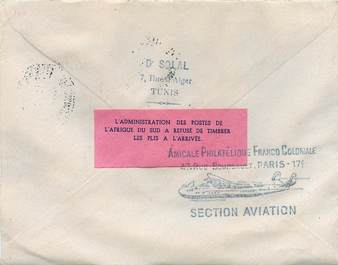 Dr SOLAL
7, Rue d'Alger
TUNIS
L'ADMINISTRATION DES POSTES DE
L'AFRIQUE DU SUD A REFUSÉ DE TIMBRER
LES PLIS A L'ARRIVÉE.
AMICALE PHILATÉLIQUE FRANCO COLONIALE
PARIS - 17e
SECTION AVIATION